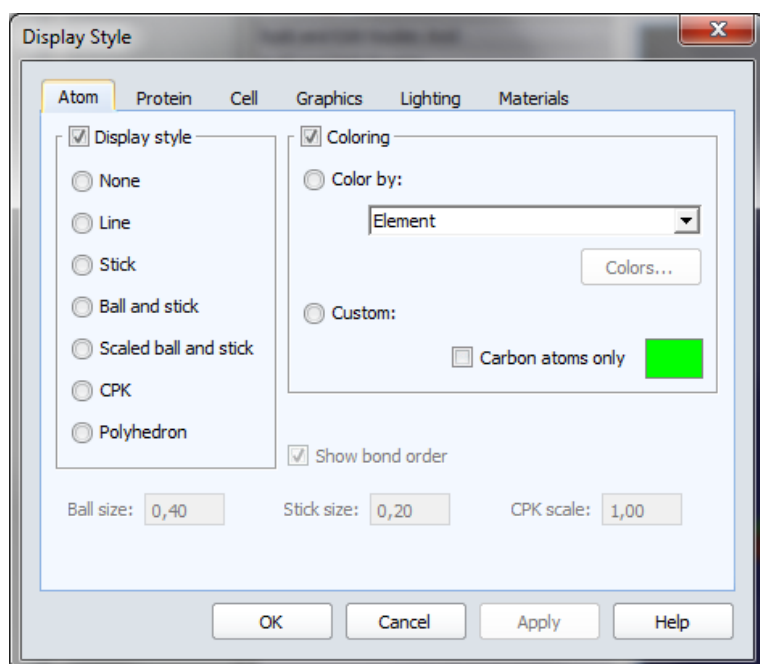 Display Style
Atom Protein Cell Graphics Lighting Materials
Display style
None
Line
Stick
Ball and stick
Scaled ball and stick
CPK
Polyhedron
Coloring
Color by:
Element
Colors...
Custom:
Carbon atoms only
Show bond order
Ball size: 0,40 Stick size: 0,20 CPK scale: 1,00
OK Cancel Apply Help